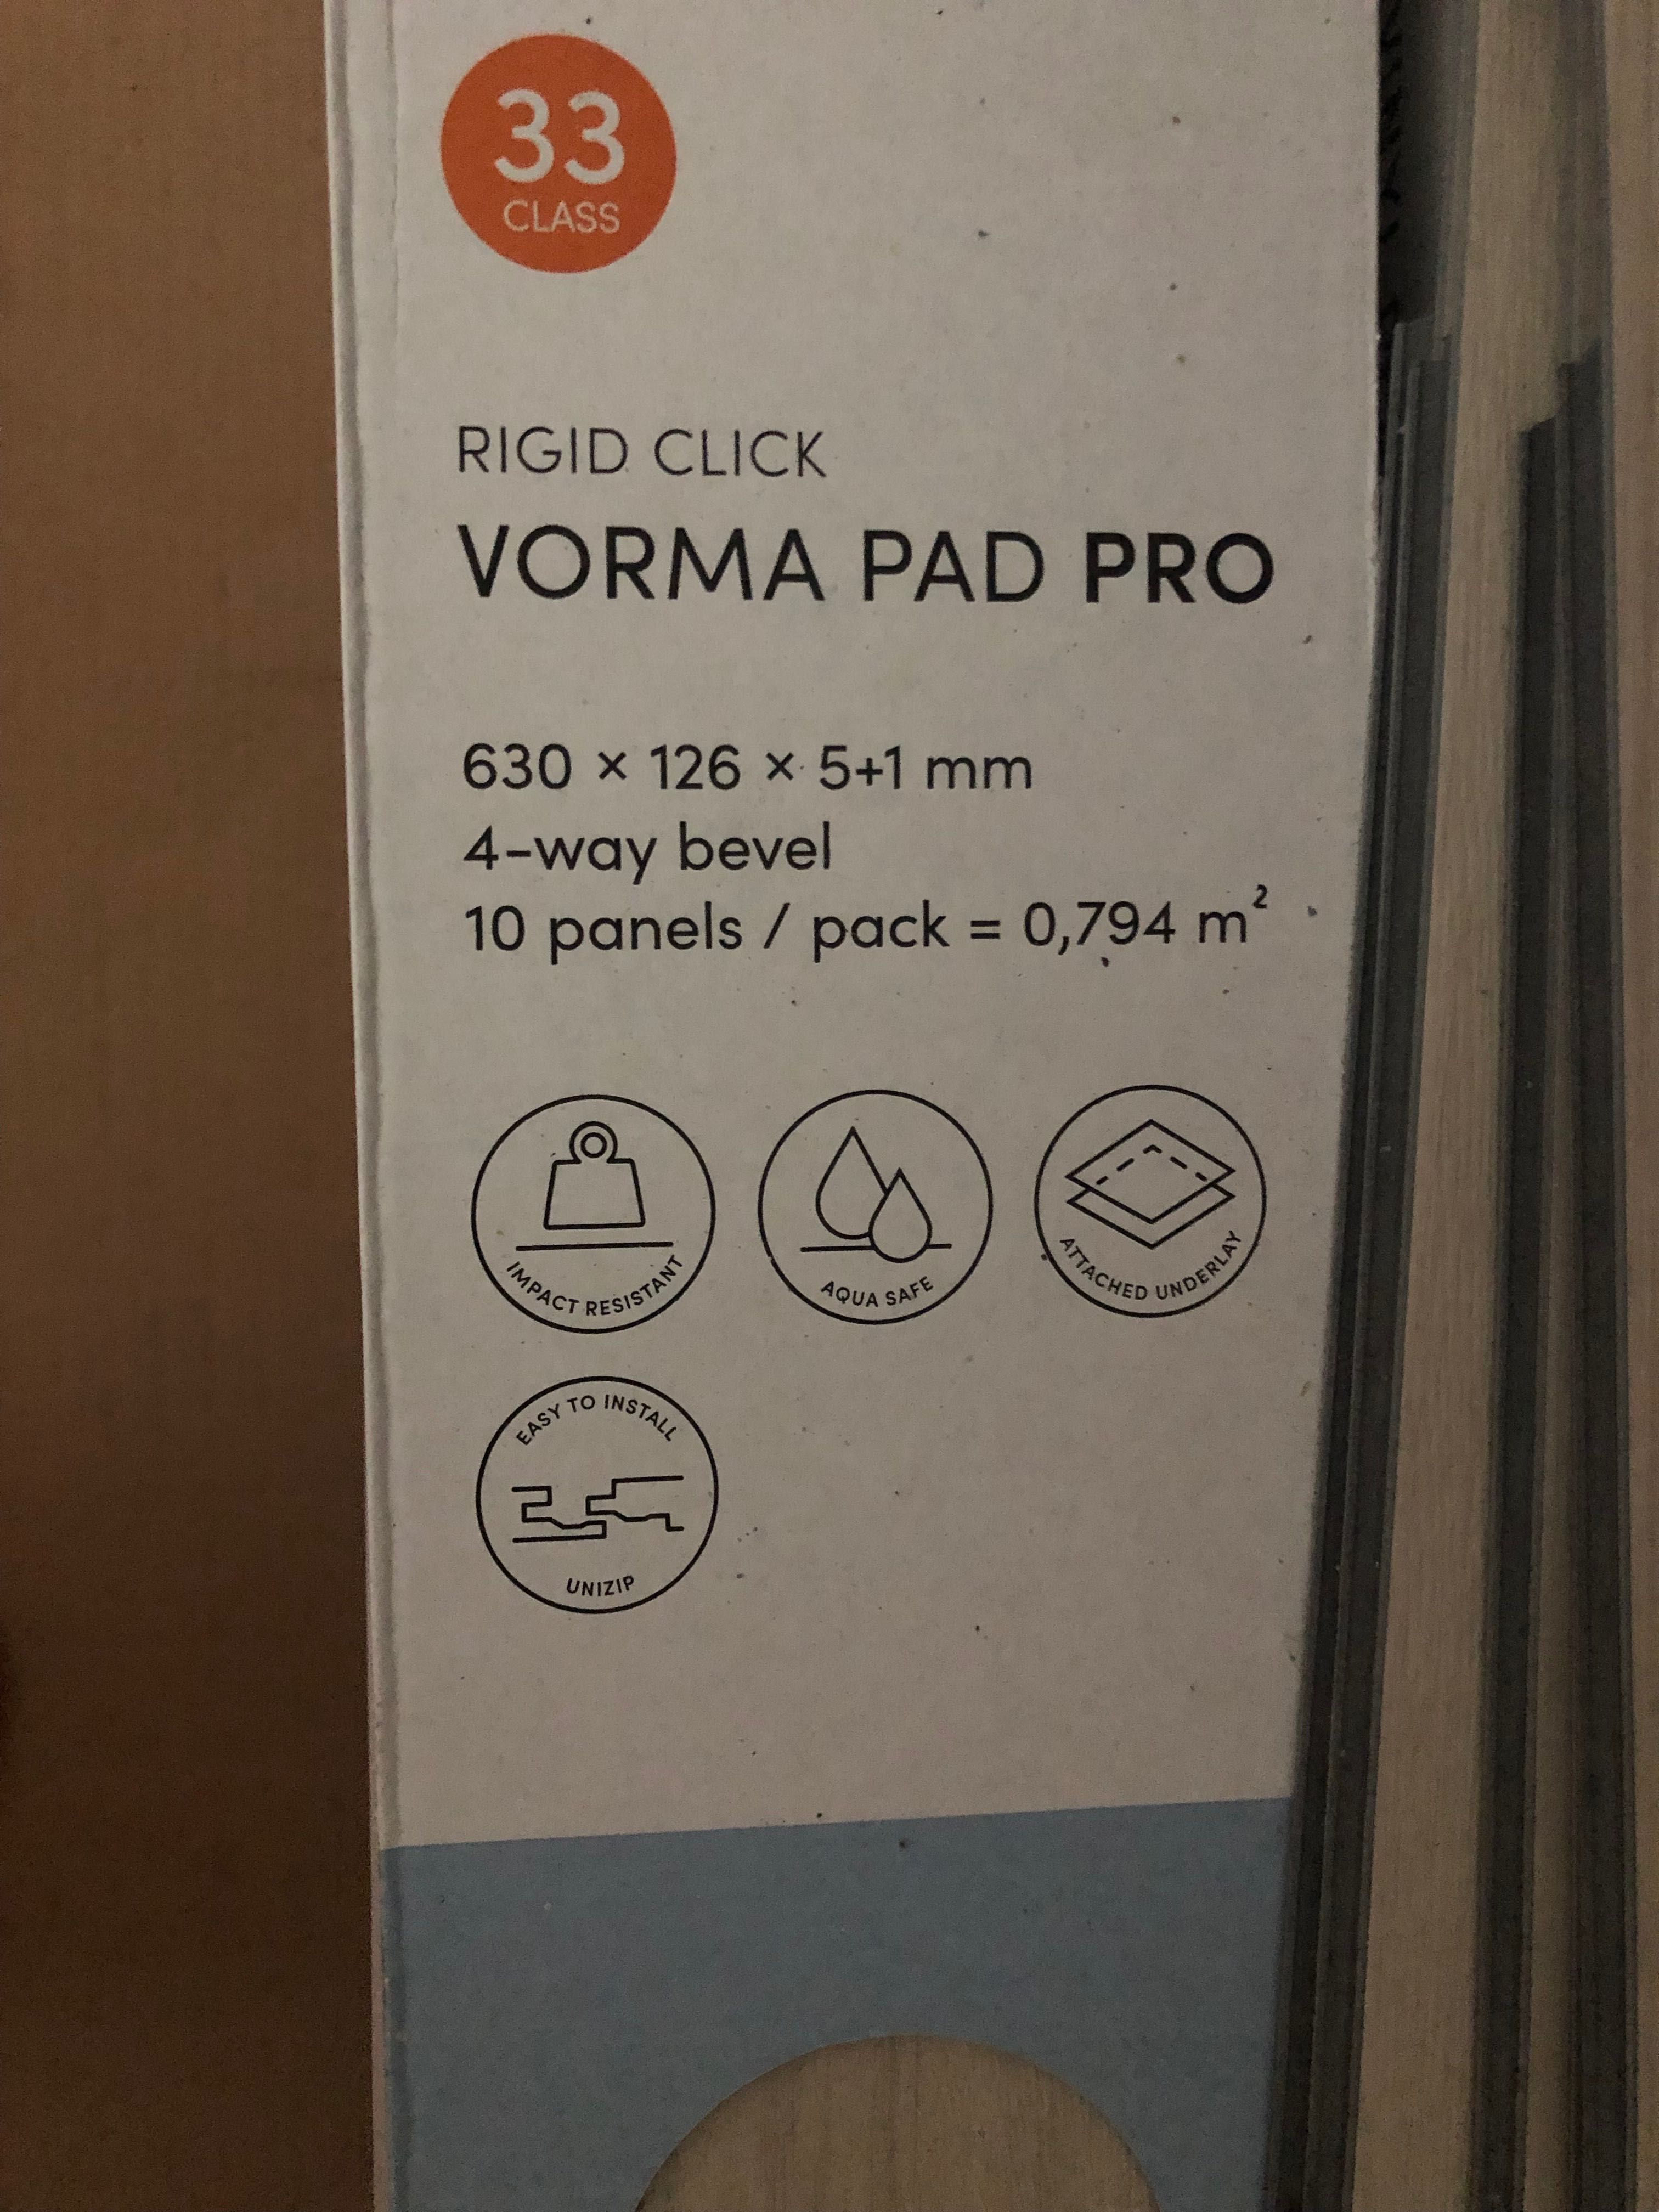 33
CLASS
RIGID CLICK
VORMA PAD PRO
630 × 126 × 5+1 mm
4-way bevel
10 panels / pack = 0,794 m²
IMPACT RESISTANT
AQUA SAFE
ATTACHED UNDERLAY
EASY TO INSTALL
UNIZIP